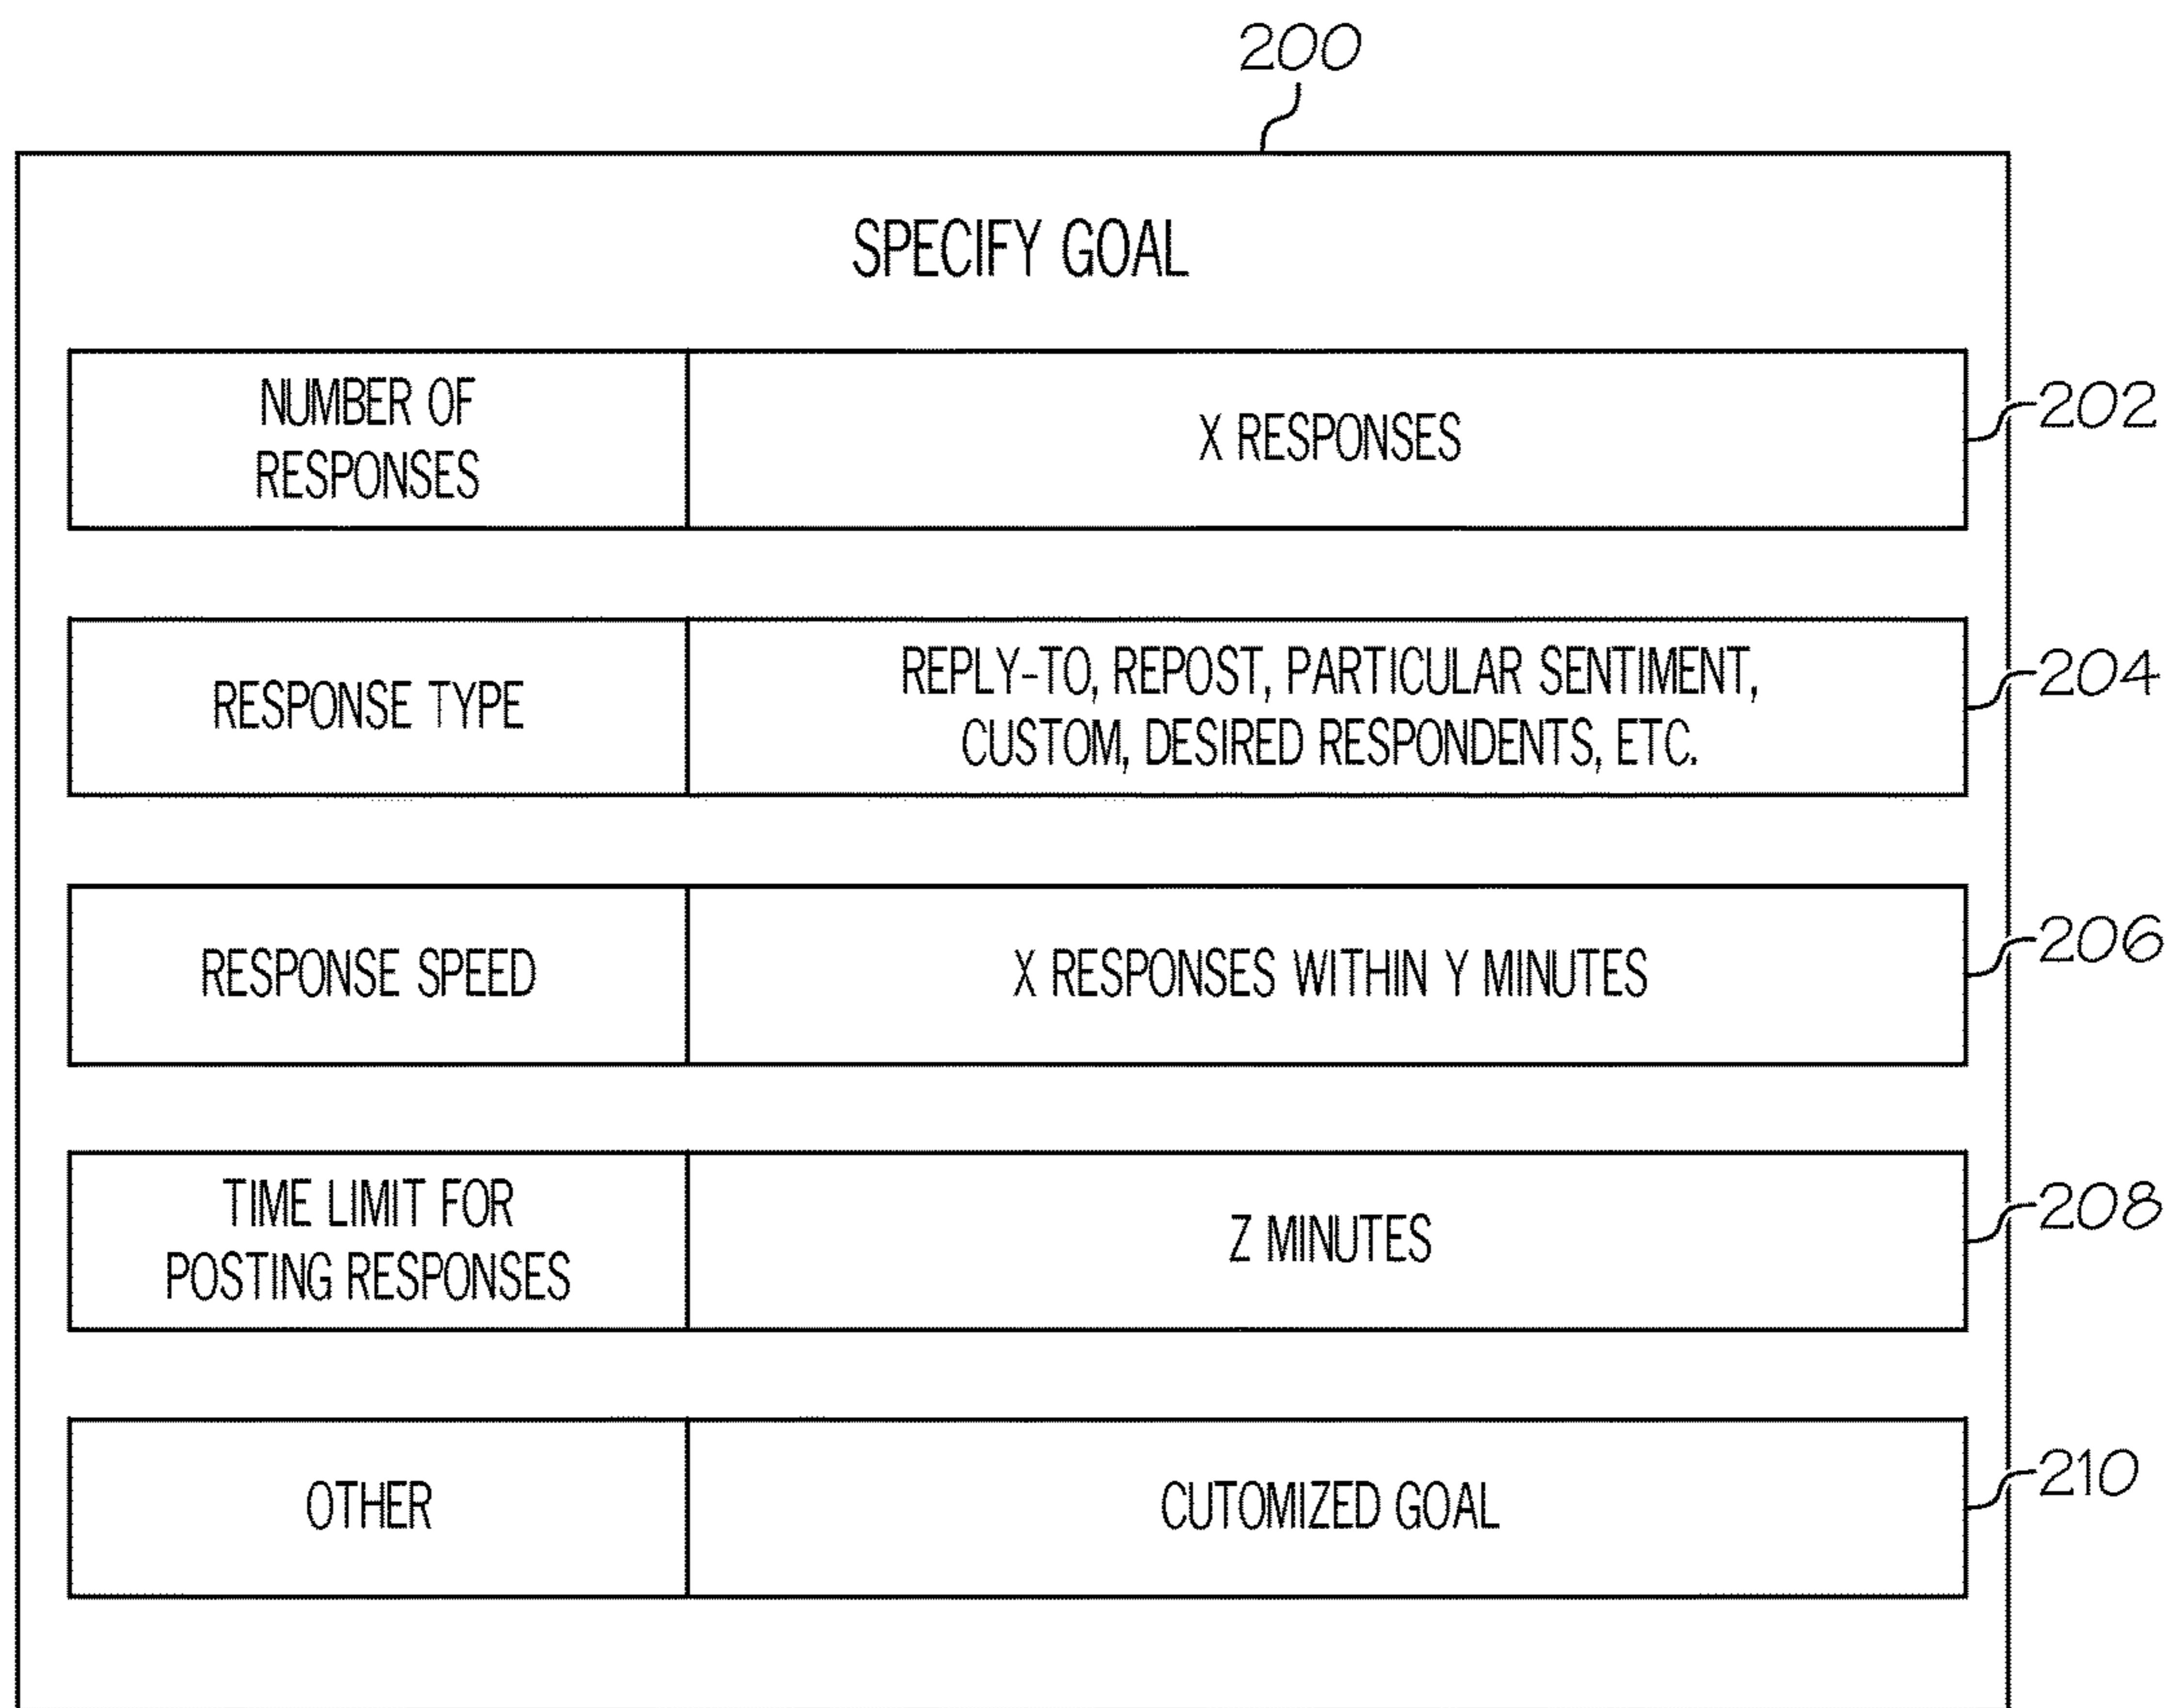 200
SPECIFY GOAL
NUMBER OF
RESPONSES
X RESPONSES
202
RESPONSE TYPE
REPLY-TO, REPOST, PARTICULAR SENTIMENT,
CUSTOM, DESIRED RESPONDENTS, ETC.
204
RESPONSE SPEED
X RESPONSES WITHIN Y MINUTES
206
TIME LIMIT FOR
POSTING RESPONSES
Z MINUTES
208
OTHER
CUTOMIZED GOAL
210